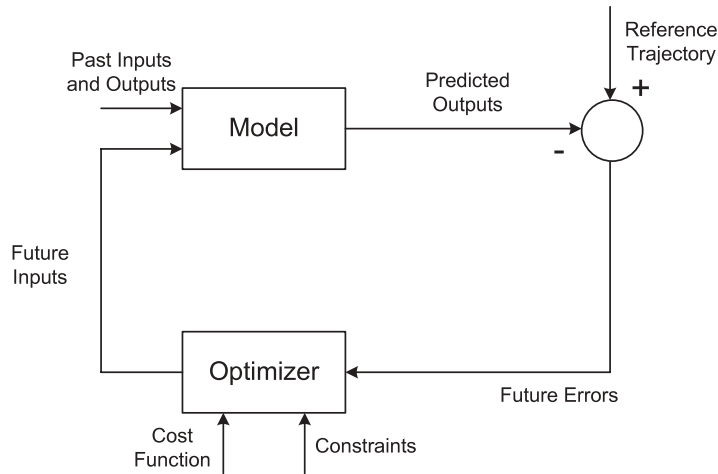 Reference
Trajectory
Past Inputs
and Outputs
Predicted
Outputs
+
Model
-
Future
Inputs
Optimizer
Future Errors
Cost
Function
Constraints